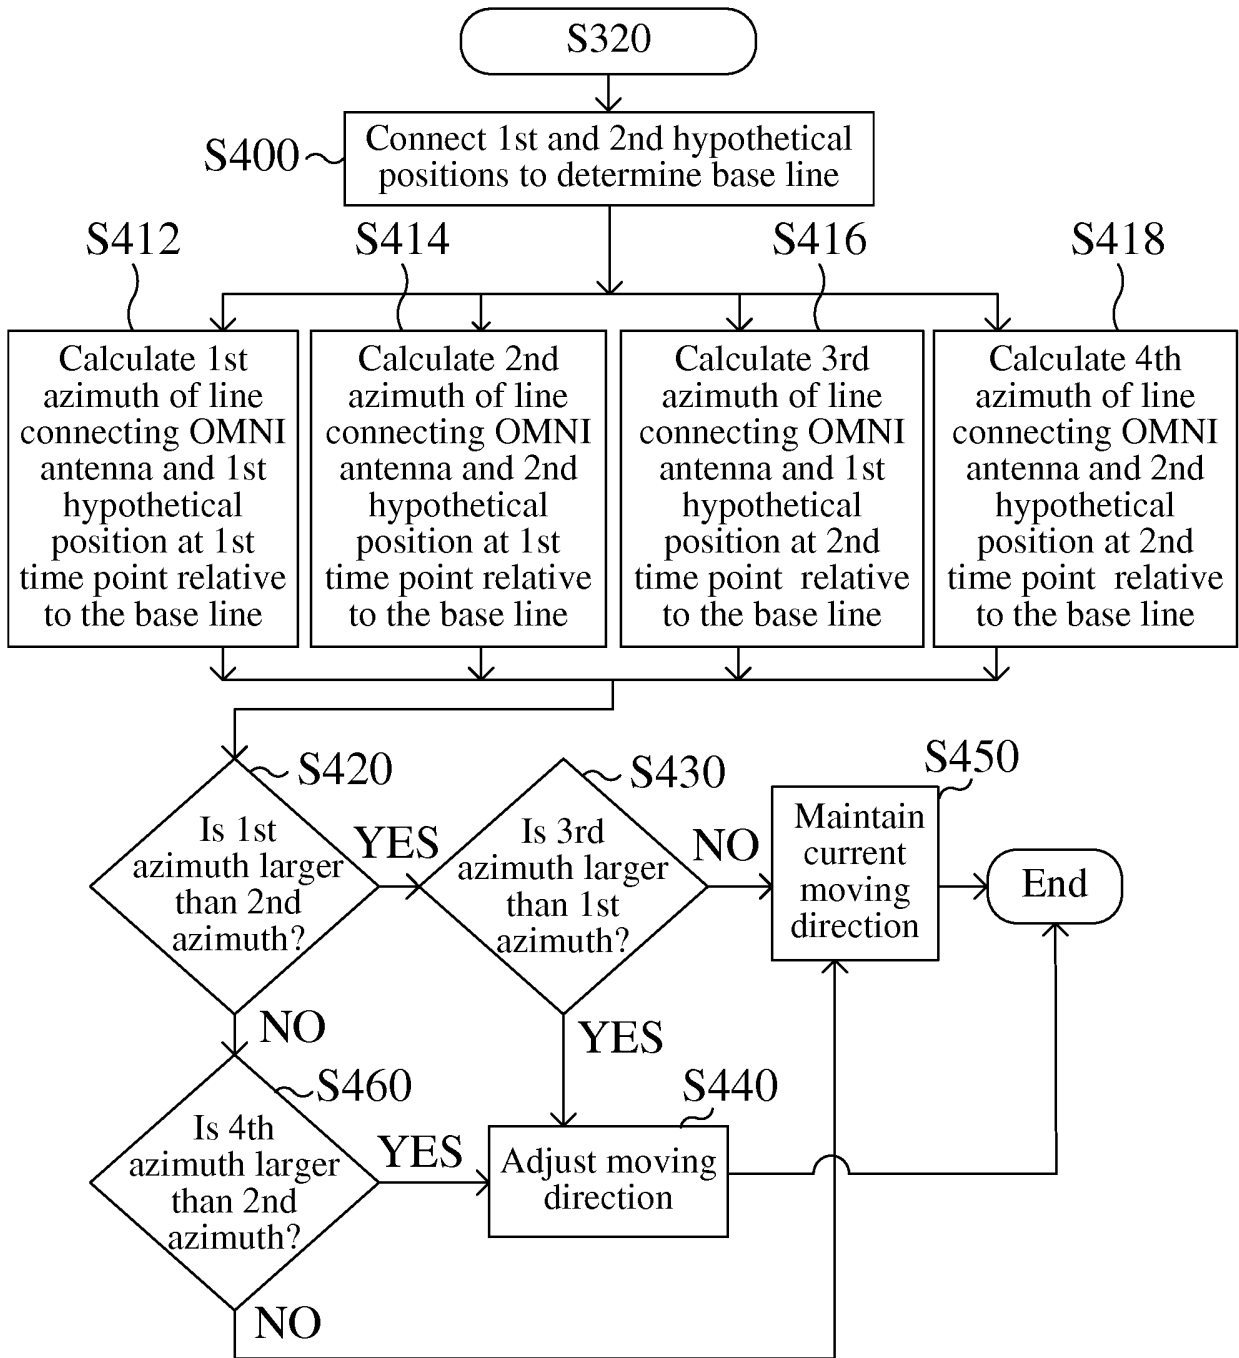 S320
S400
Connect 1st and 2nd hypothetical
positions to determine base line
S412
S414
S416
S418
Calculate 1st
azimuth of line
connecting OMNI
antenna and 1st
hypothetical
position at 1st
time point relative
to the base line
Calculate 2nd
azimuth of line
connecting OMNI
antenna and 2nd
hypothetical
position at 1st
time point relative
to the base line
Calculate 3rd
azimuth of line
connecting OMNI
antenna and 1st
hypothetical
position at 2nd
time point relative
to the base line
Calculate 4th
azimuth of line
connecting OMNI
antenna and 2nd
hypothetical
position at 2nd
time point relative
to the base line
S420
Is 1st
azimuth larger
than 2nd
azimuth?
YES
S430
Is 3rd
azimuth larger
than 1st
azimuth?
NO
S450
Maintain
current
moving
direction
End
NO
YES
S460
Is 4th
azimuth larger
than 2nd
azimuth?
YES
S440
Adjust moving
direction
NO